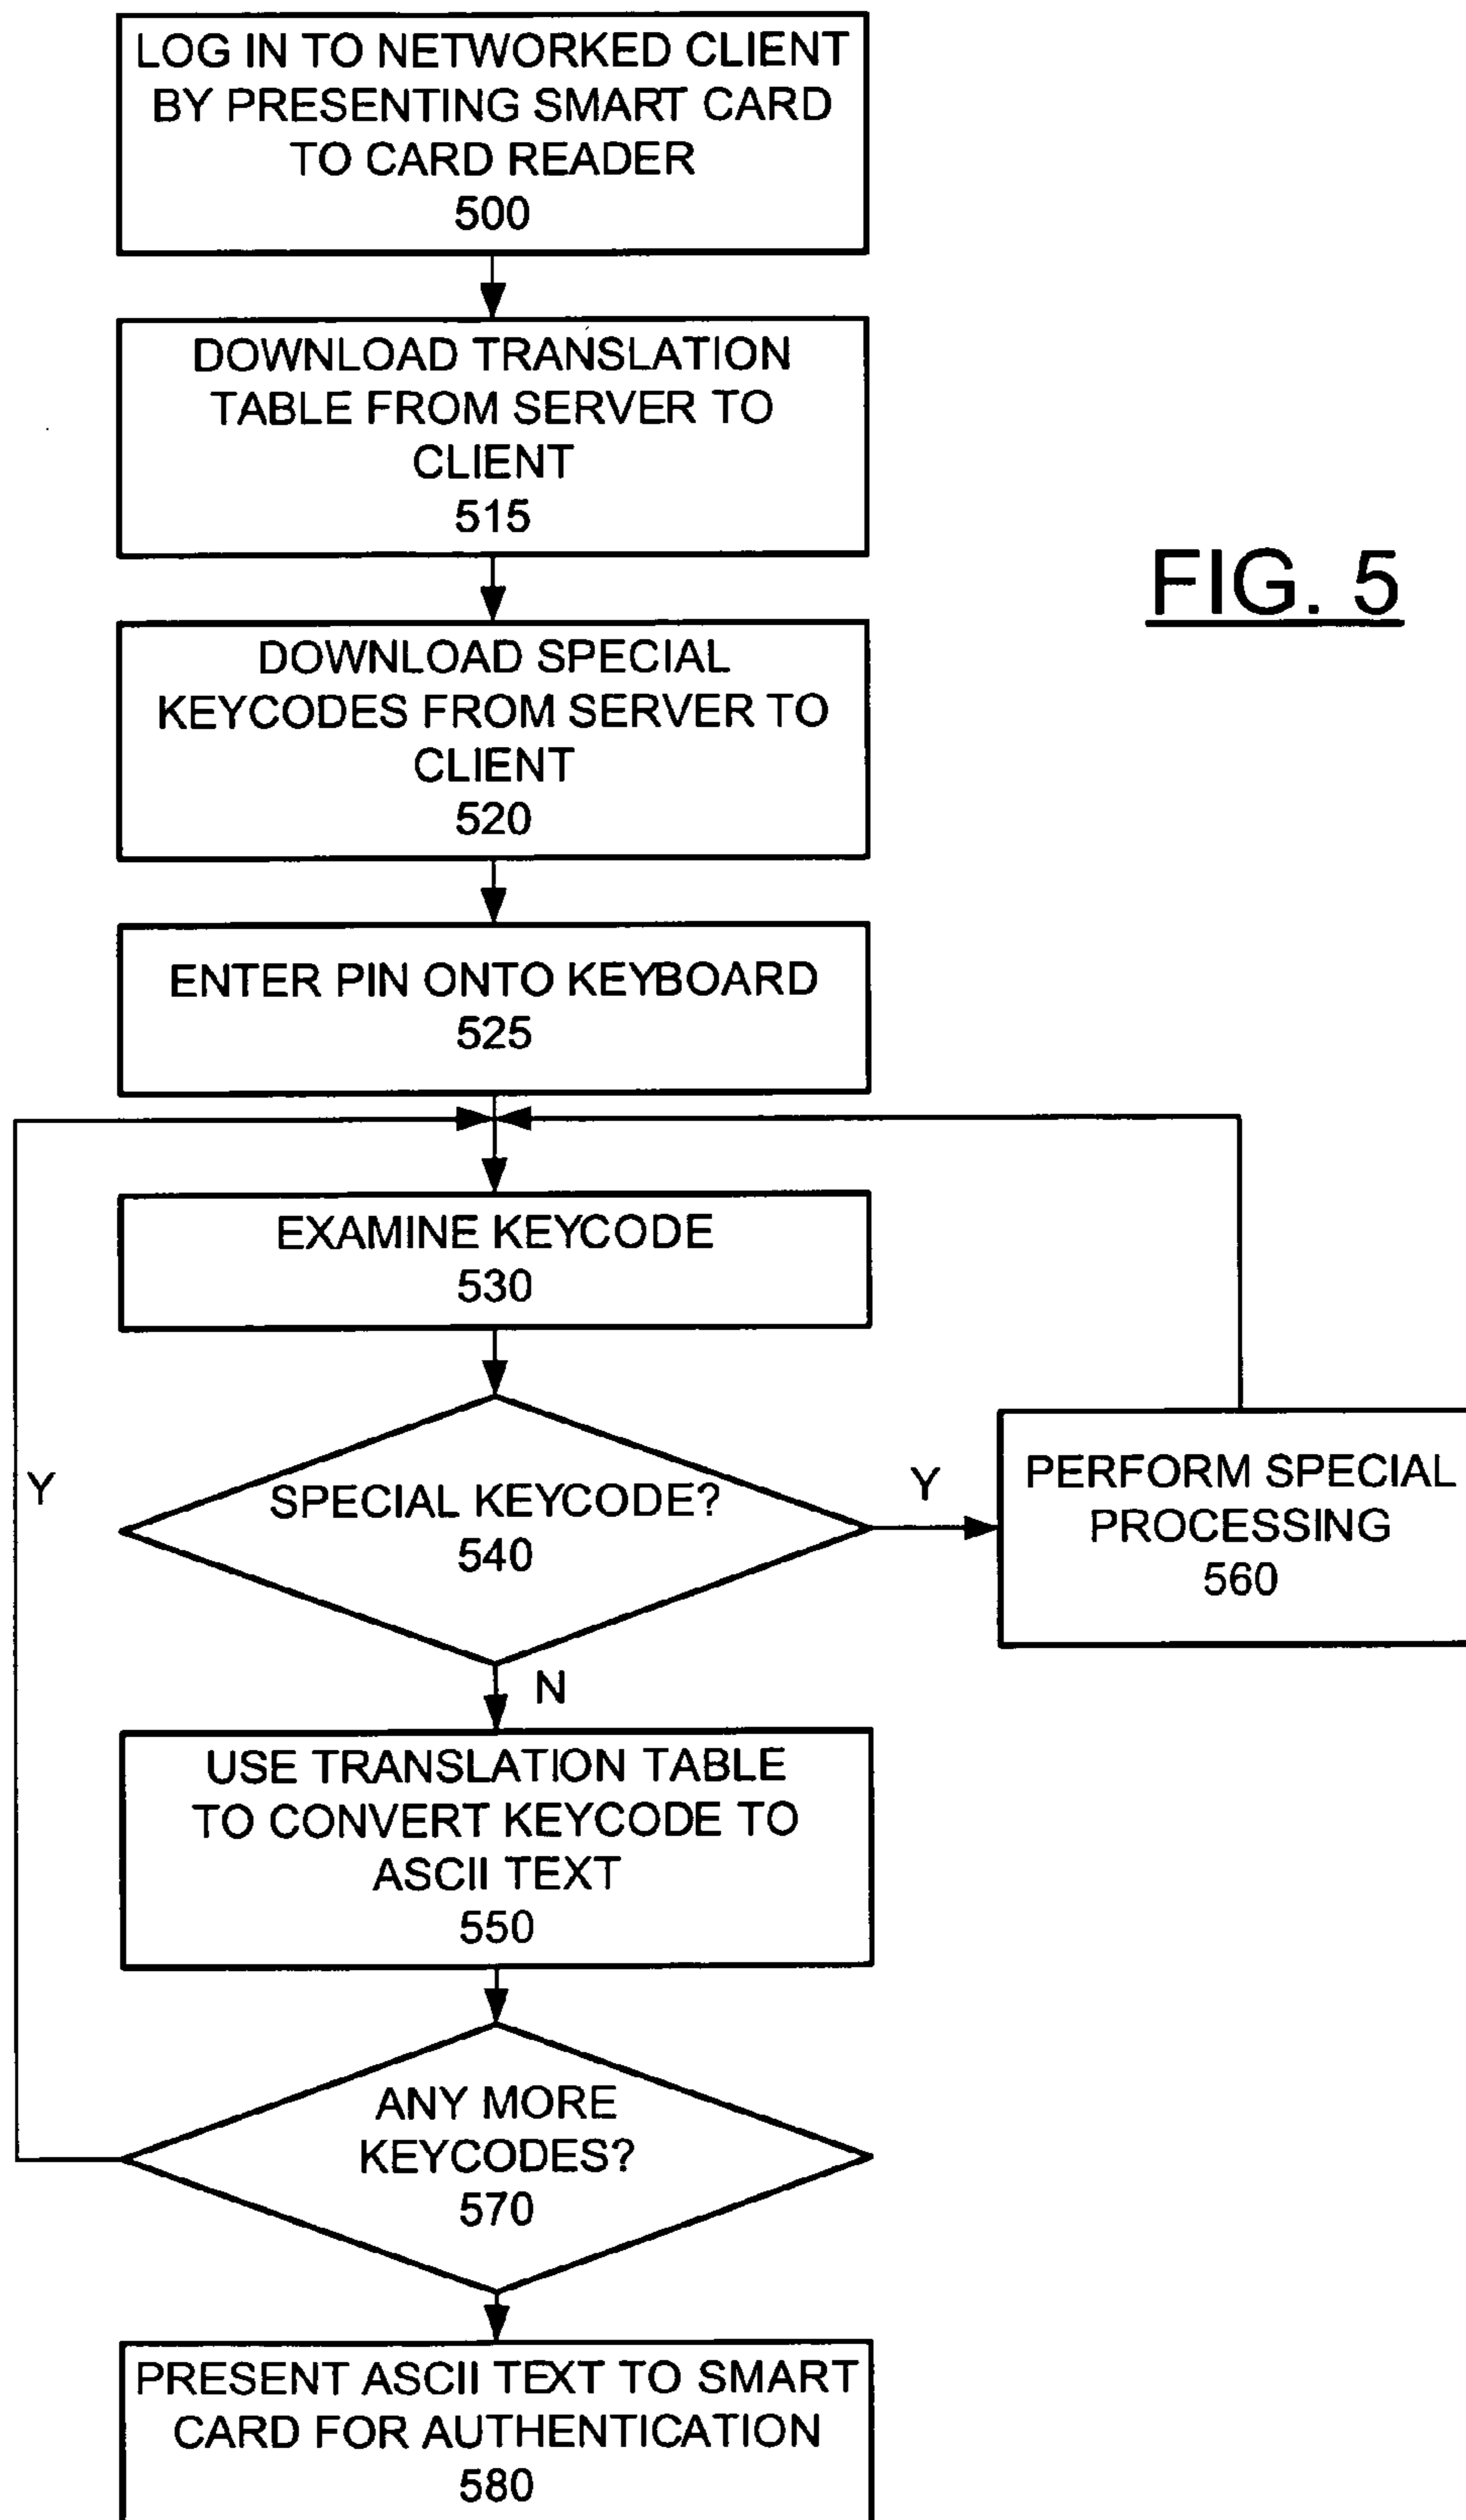 LOG IN TO NETWORKED CLIENT
BY PRESENTING SMART CARD
TO CARD READER
500
DOWNLOAD TRANSLATION
TABLE FROM SERVER TO
CLIENT
515
FIG. 5
DOWNLOAD SPECIAL
KEYCODES FROM SERVER TO
CLIENT
520
ENTER PIN ONTO KEYBOARD
525
EXAMINE KEYCODE
530
Y
SPECIAL KEYCODE?
540
Y
PERFORM SPECIAL
PROCESSING
560
N
USE TRANSLATION TABLE
TO CONVERT KEYCODE TO
ASCII TEXT
550
ANY MORE
KEYCODES?
570
PRESENT ASCII TEXT TO SMART
CARD FOR AUTHENTICATION
580